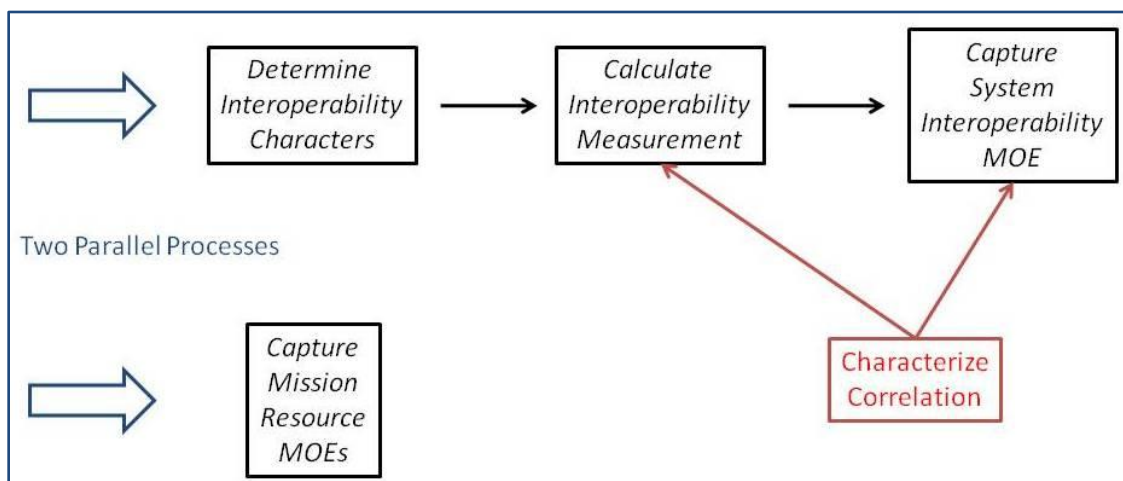 Determine
Interoperability
Characters
Calculate
Interoperability
Measurement
Capture
System
Interoperability
MOE
Two Parallel Processes
Capture
Mission
Resource
MOEs
Characterize
Correlation